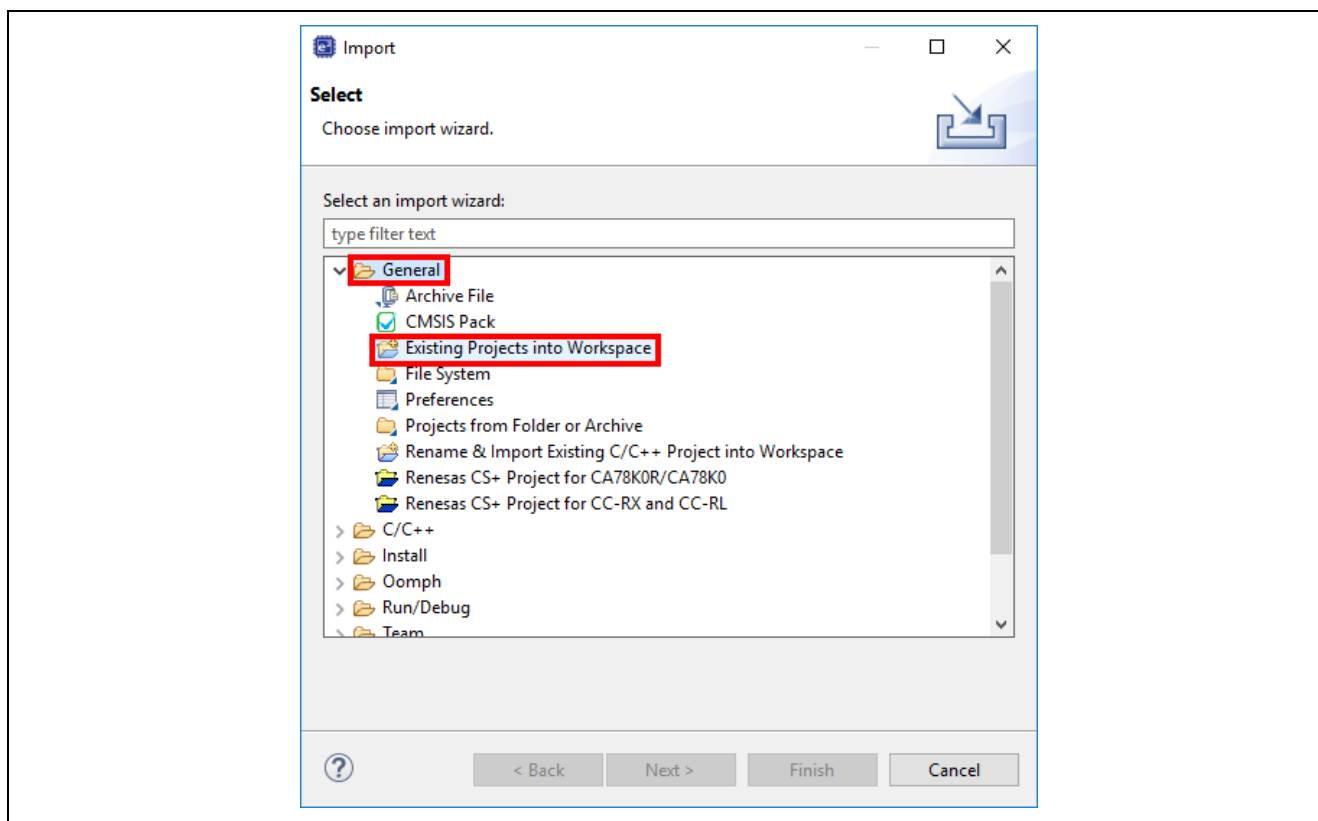 Import
Select
Choose import wizard.
Select an import wizard:
type filter text
General
Archive File
CMSIS Pack
Existing Projects into Workspace
File System
Preferences
Projects from Folder or Archive
Rename & Import Existing C/C++ Project into Workspace
Renesas CS+ Project for CA78K0R/CA78K0
Renesas CS+ Project for CC-RX and CC-RL
C/C++
Install
Oomph
Run/Debug
Team
? < Back Next > Finish Cancel